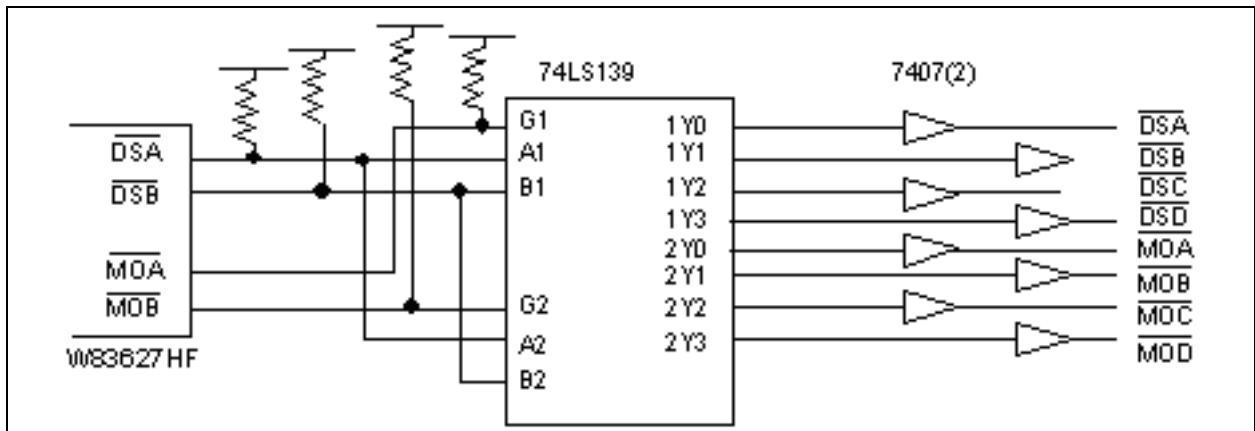 74LS139
7407(2)
DSA
DSB
MOA
MOB
W83627HF
G1
A1
B1
G2
A2
B2
1Y0
1Y1
1Y2
1Y3
2Y0
2Y1
2Y2
2Y3
DSA
DSB
DSC
DSD
MOA
MOB
MOC
MOD